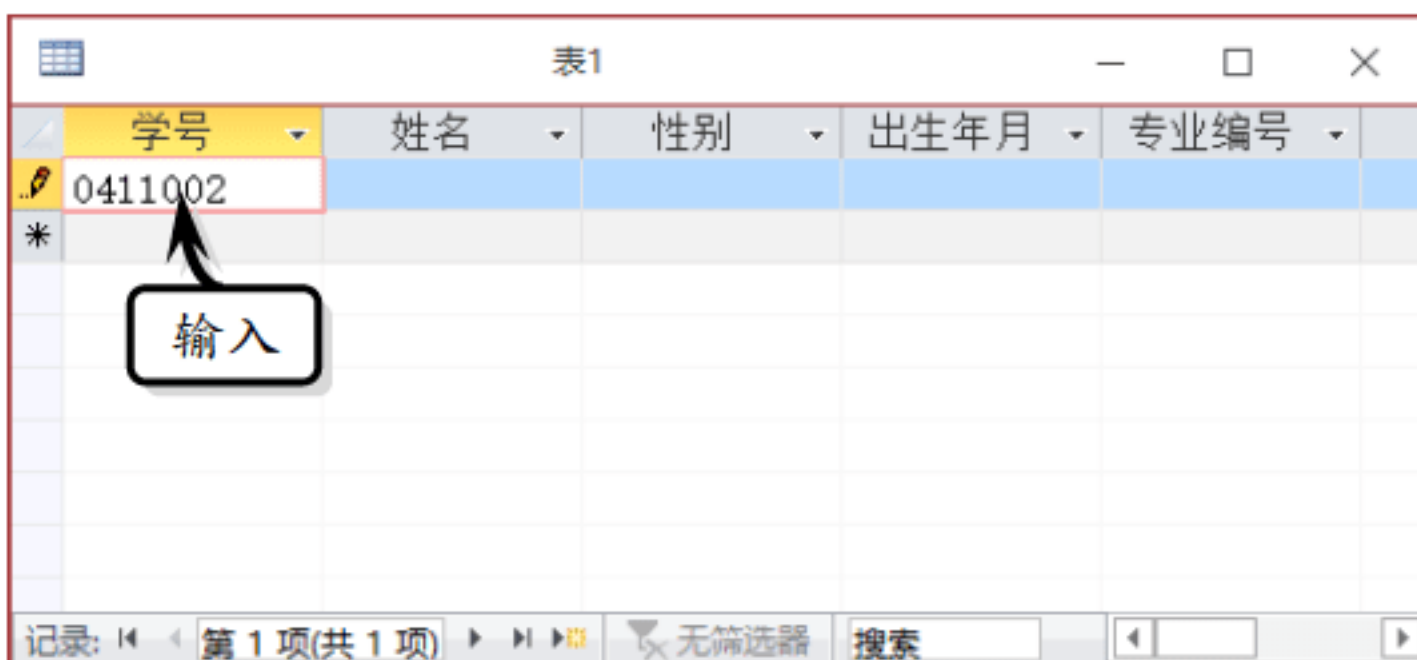 表1
学号 姓名 性别 出生年月 专业编号
0411002
输入
记录: 第 1 项(共 1 项) 无筛选器 搜索